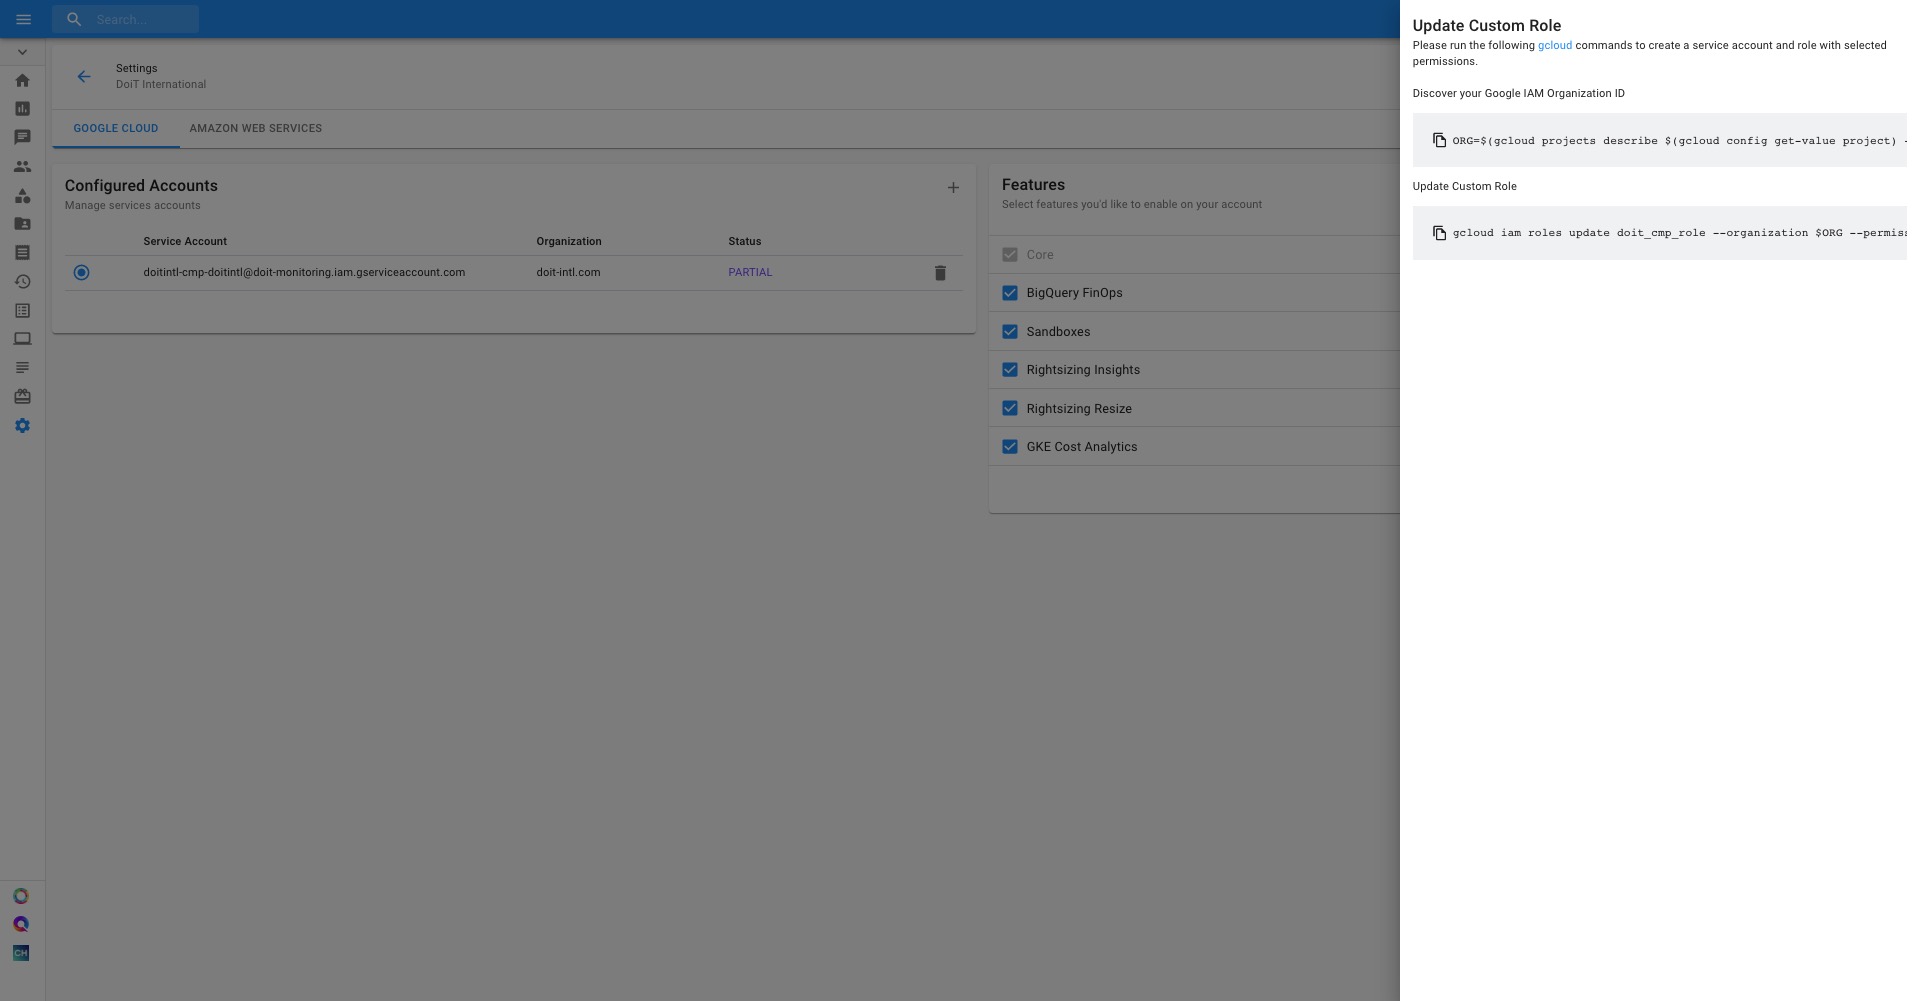 Search...
Settings
DoiT International
GOOGLE CLOUD
AMAZON WEB SERVICES
Configured Accounts
Manage services accounts
Service Account
Organization
Status
doitintl-cmp-doitintl@doit-monitoring.iam.gserviceaccount.com
doit-intl.com
PARTIAL
Features
Select features you'd like to enable on your account
Core
BigQuery FinOps
Sandboxes
Rightsizing Insights
Rightsizing Resize
GKE Cost Analytics
CH
Update Custom Role
Please run the following gcloud commands to create a service account and role with selected
permissions.
Discover your Google IAM Organization ID
ORG=$(gcloud projects describe $(gcloud config get-value project) -
Update Custom Role
gcloud iam roles update doit_cmp_role --organization $ORG --permiss